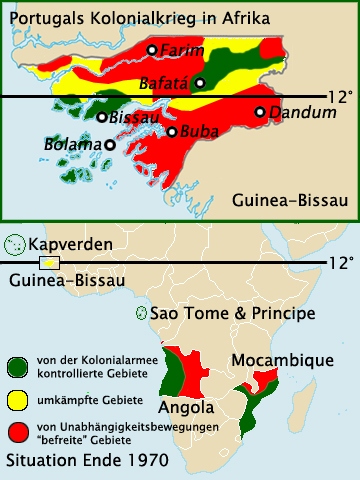 Portugals Kolonialkrieg in Afrika
Farim
Bafatá
12°
Bissau
Dandum
Buba
Bolama
Guinea-Bissau
Kapverden
12°
Guinea-Bissau
Sao Tome & Principe
von der Kolonialarmee
kontrollierte Gebiete
Mocambique
umkämpfte Gebiete
Angola
von Unabhängigkeitsbewegungen
"befreite" Gebiete
Situation Ende 1970